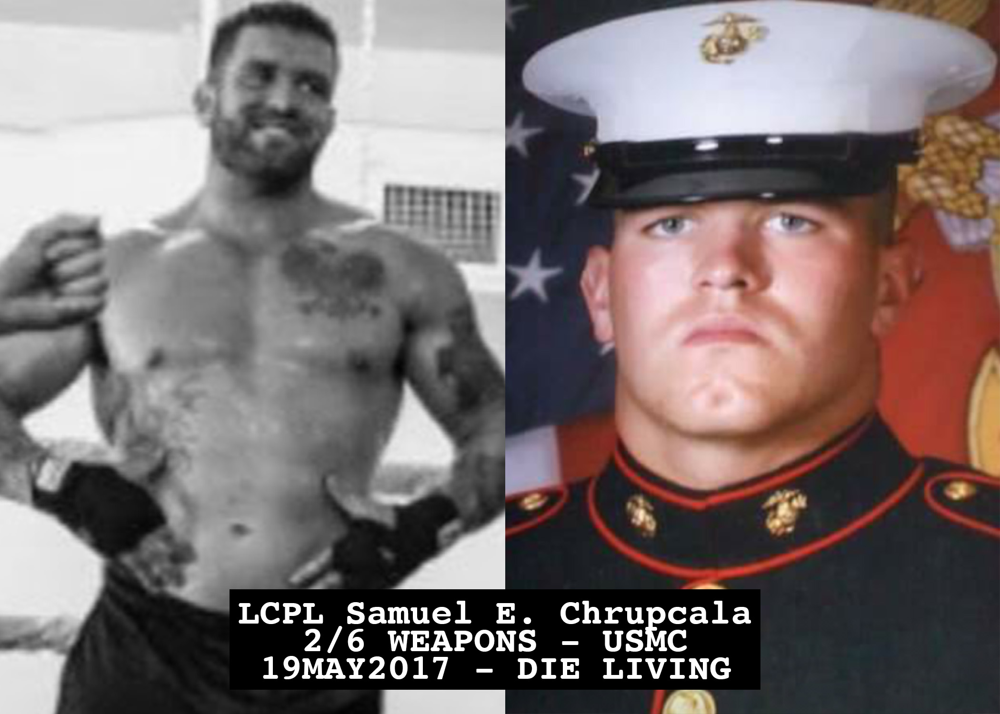 LCPL Samuel E. Chrupcala
2/6 WEAPONS – USMC
19MAY2017 – DIE LIVING